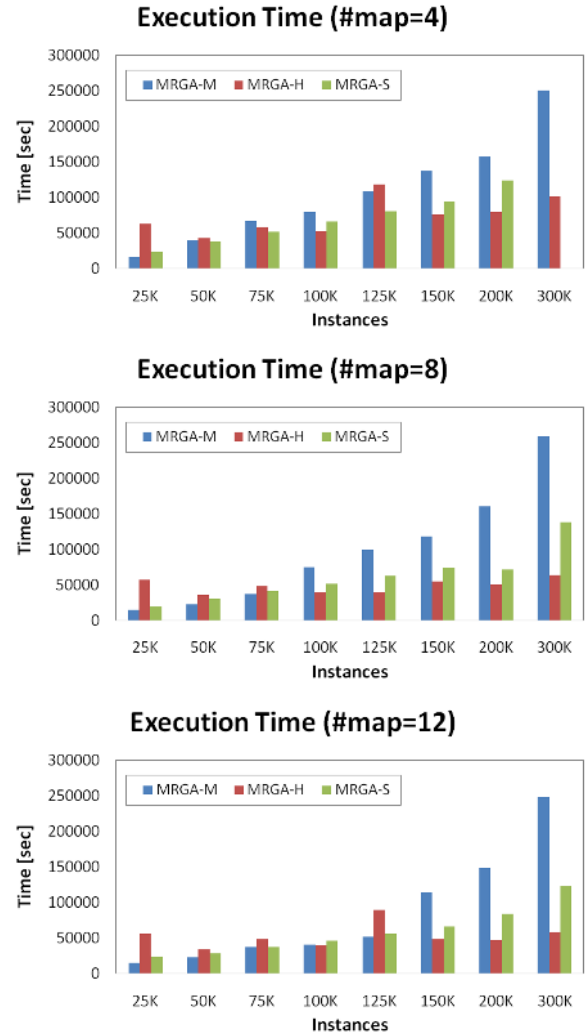 Execution Time (#map=4)
300000
MRGA-M MRGA-H MRGA-S
250000
200000
150000
100000
50000
0
Time [sec]
25K 50K 75K 100K 125K 150K 200K 300K
Instances
Execution Time (#map=8)
300000
MRGA-M MRGA-H MRGA-S
250000
200000
150000
100000
50000
0
Time [sec]
25K 50K 75K 100K 125K 150K 200K 300K
Instances
Execution Time (#map=12)
300000
MRGA-M MRGA-H MRGA-S
250000
200000
150000
100000
50000
0
Time [sec]
25K 50K 75K 100K 125K 150K 200K 300K
Instances